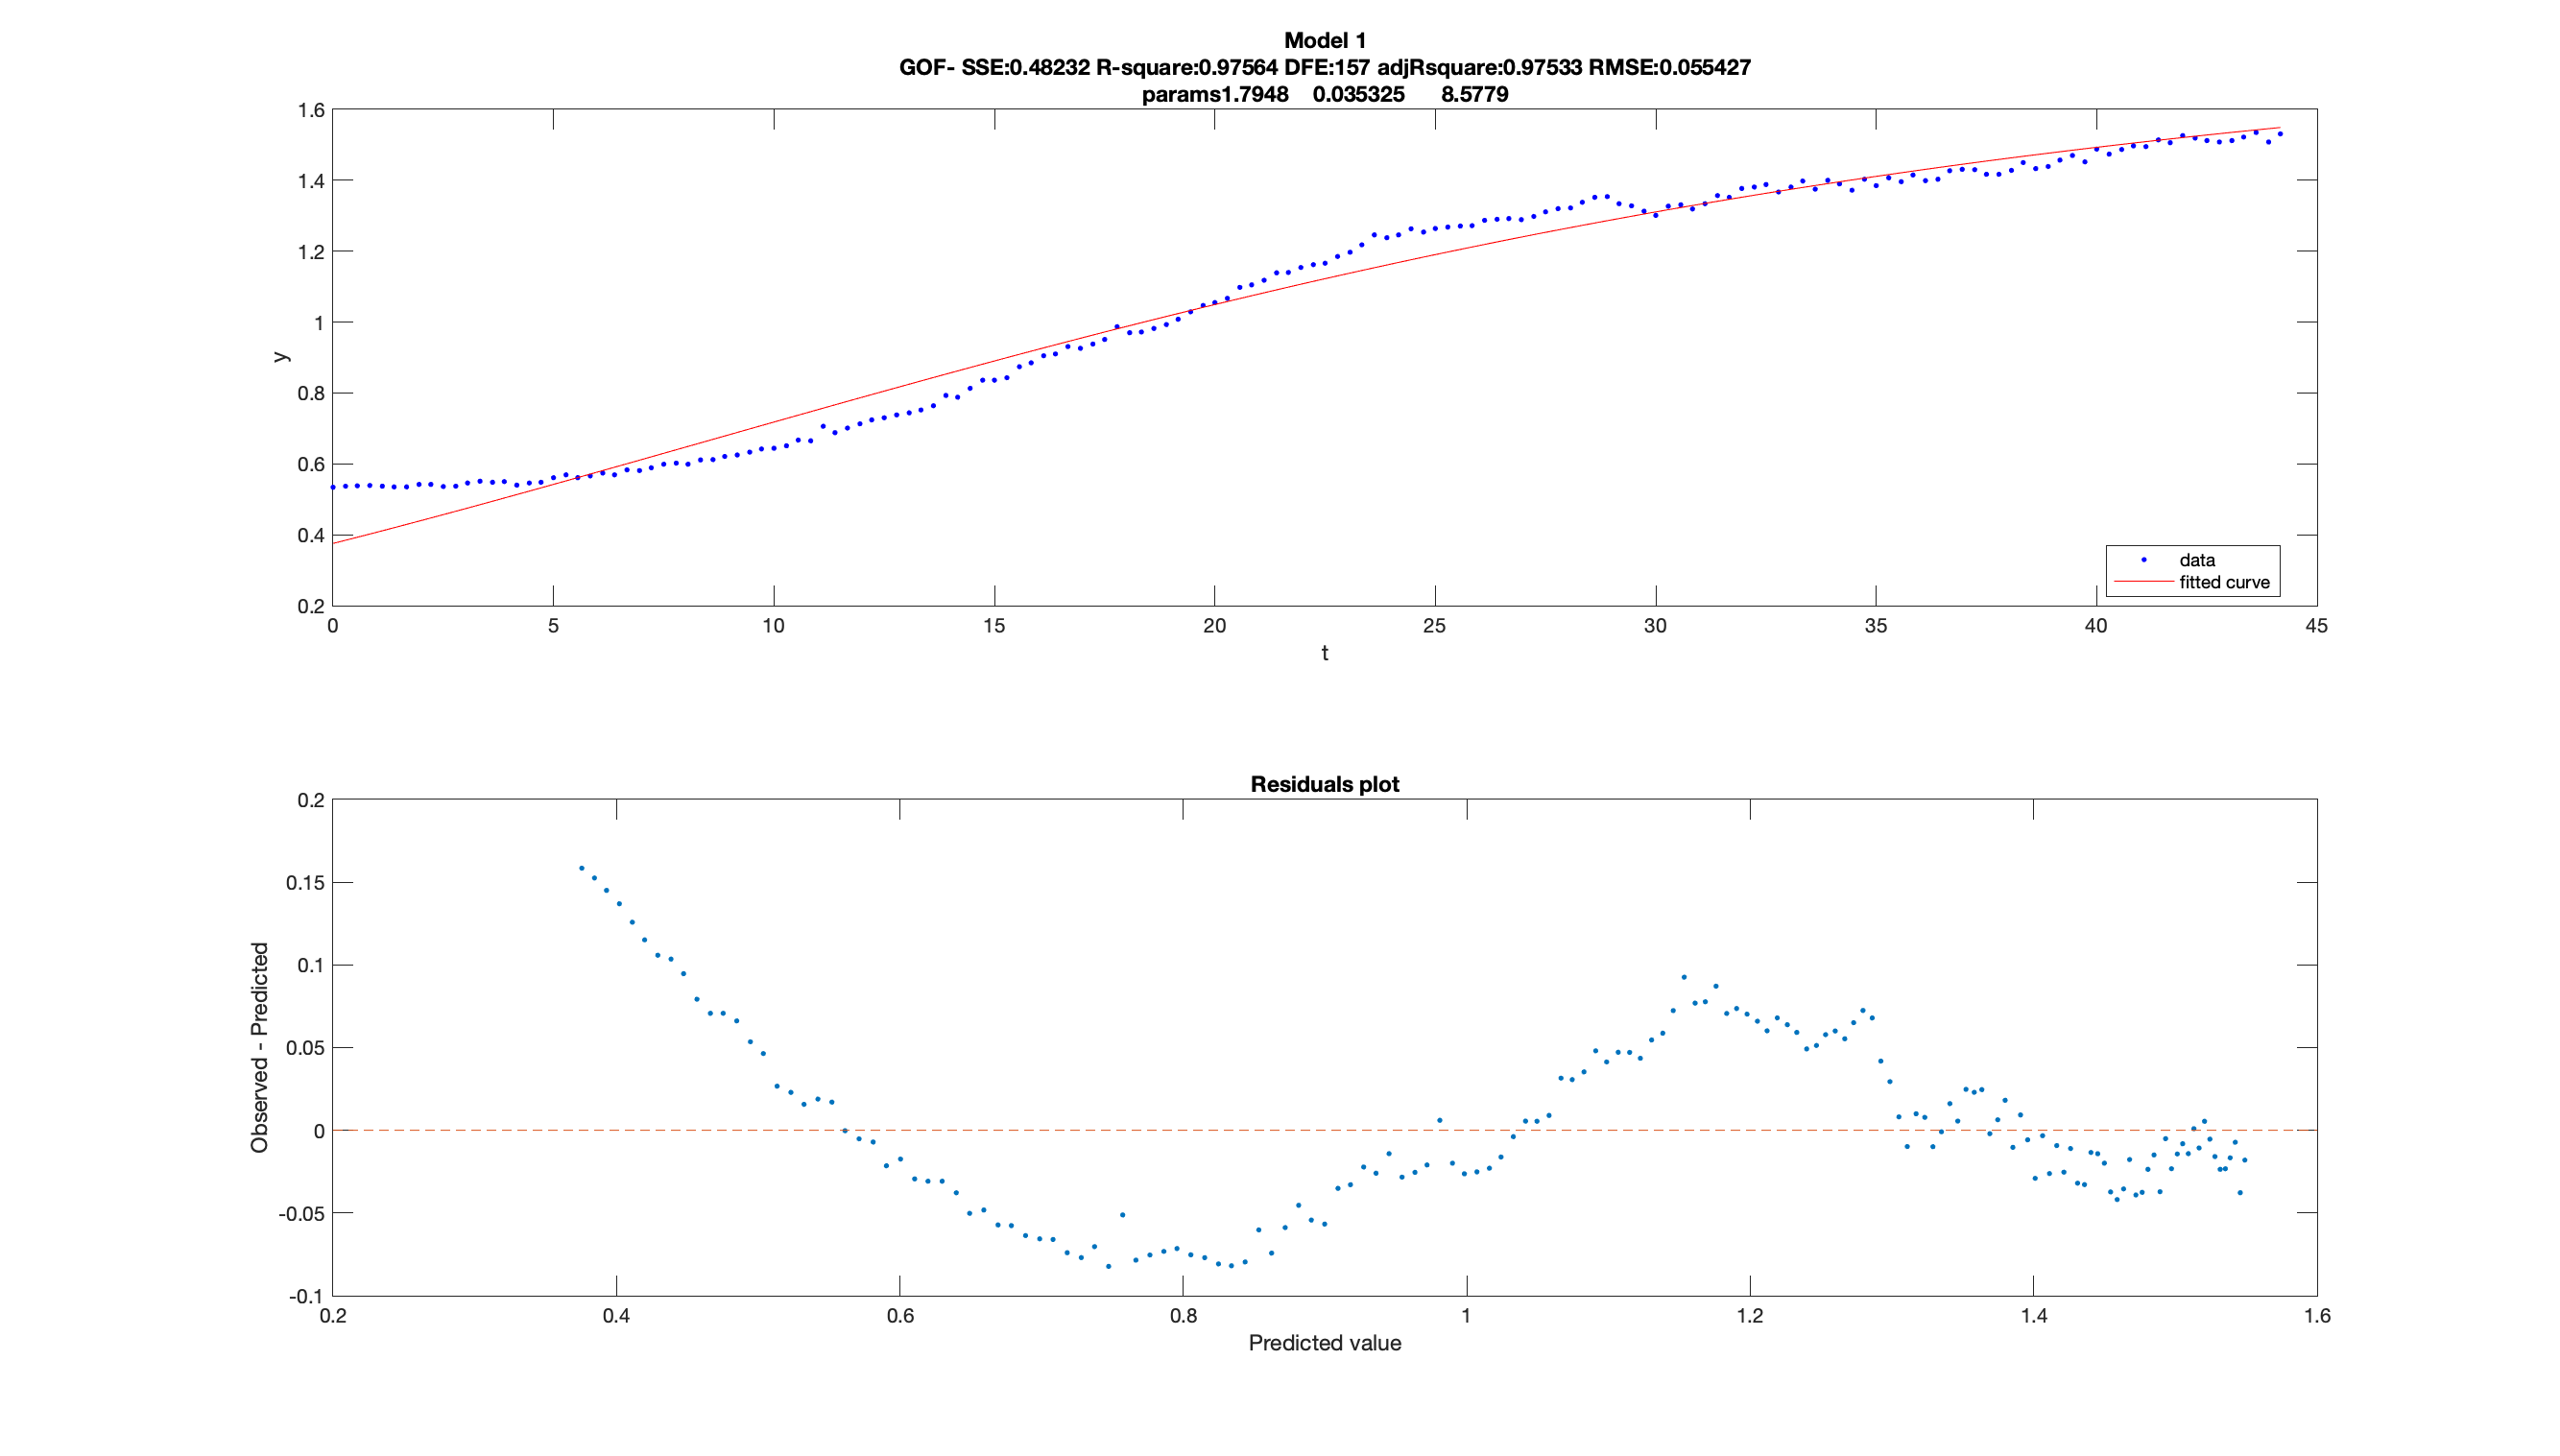 Model 1
GOF- SSE:0.48232 R-square:0.97564 DFE:157 adjRsquare:0.97533 RMSE:0.055427
params1.7948 0.035325 8.5779
1.6
1.4
1.2
1
0.8
0.6
0.4
0.2
y
0 5 10 15 20 25 30 35 40 45
t
data
fitted curve
Residuals plot
0.2
0.15
0.1
0.05
0
-0.05
-0.1
Observed - Predicted
0.2 0.4 0.6 0.8 1 1.2 1.4 1.6
Predicted value